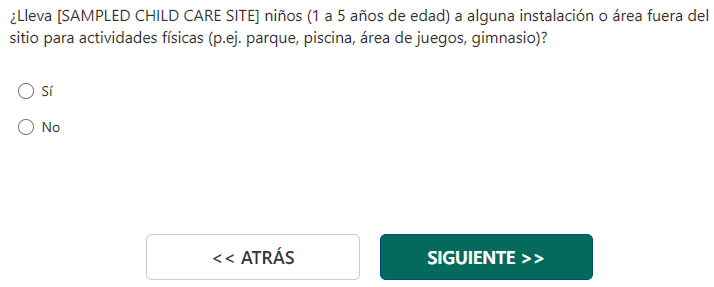 ¿Lleva [SAMPLED CHILD CARE SITE] niños (1 a 5 años de edad) a alguna instalación o área fuera del
sitio para actividades físicas (p.ej. parque, piscina, área de juegos, gimnasio)?
Sí
No
<< ATRÁS
SIGUIENTE >>